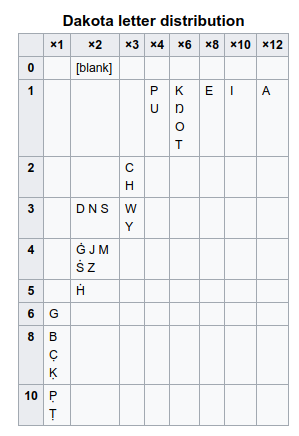 Dakota letter distribution
×1 ×2 ×3 ×4 ×6 ×8 ×10 ×12
0 [blank]
1 P K E I A
U Ŋ
O
T
2 C
H
3 D N S W
Y
4 Ġ J M
Ṡ Z
5 Ḣ
6 G
8 B
Ç
Ķ
10 P̣
Ṭ